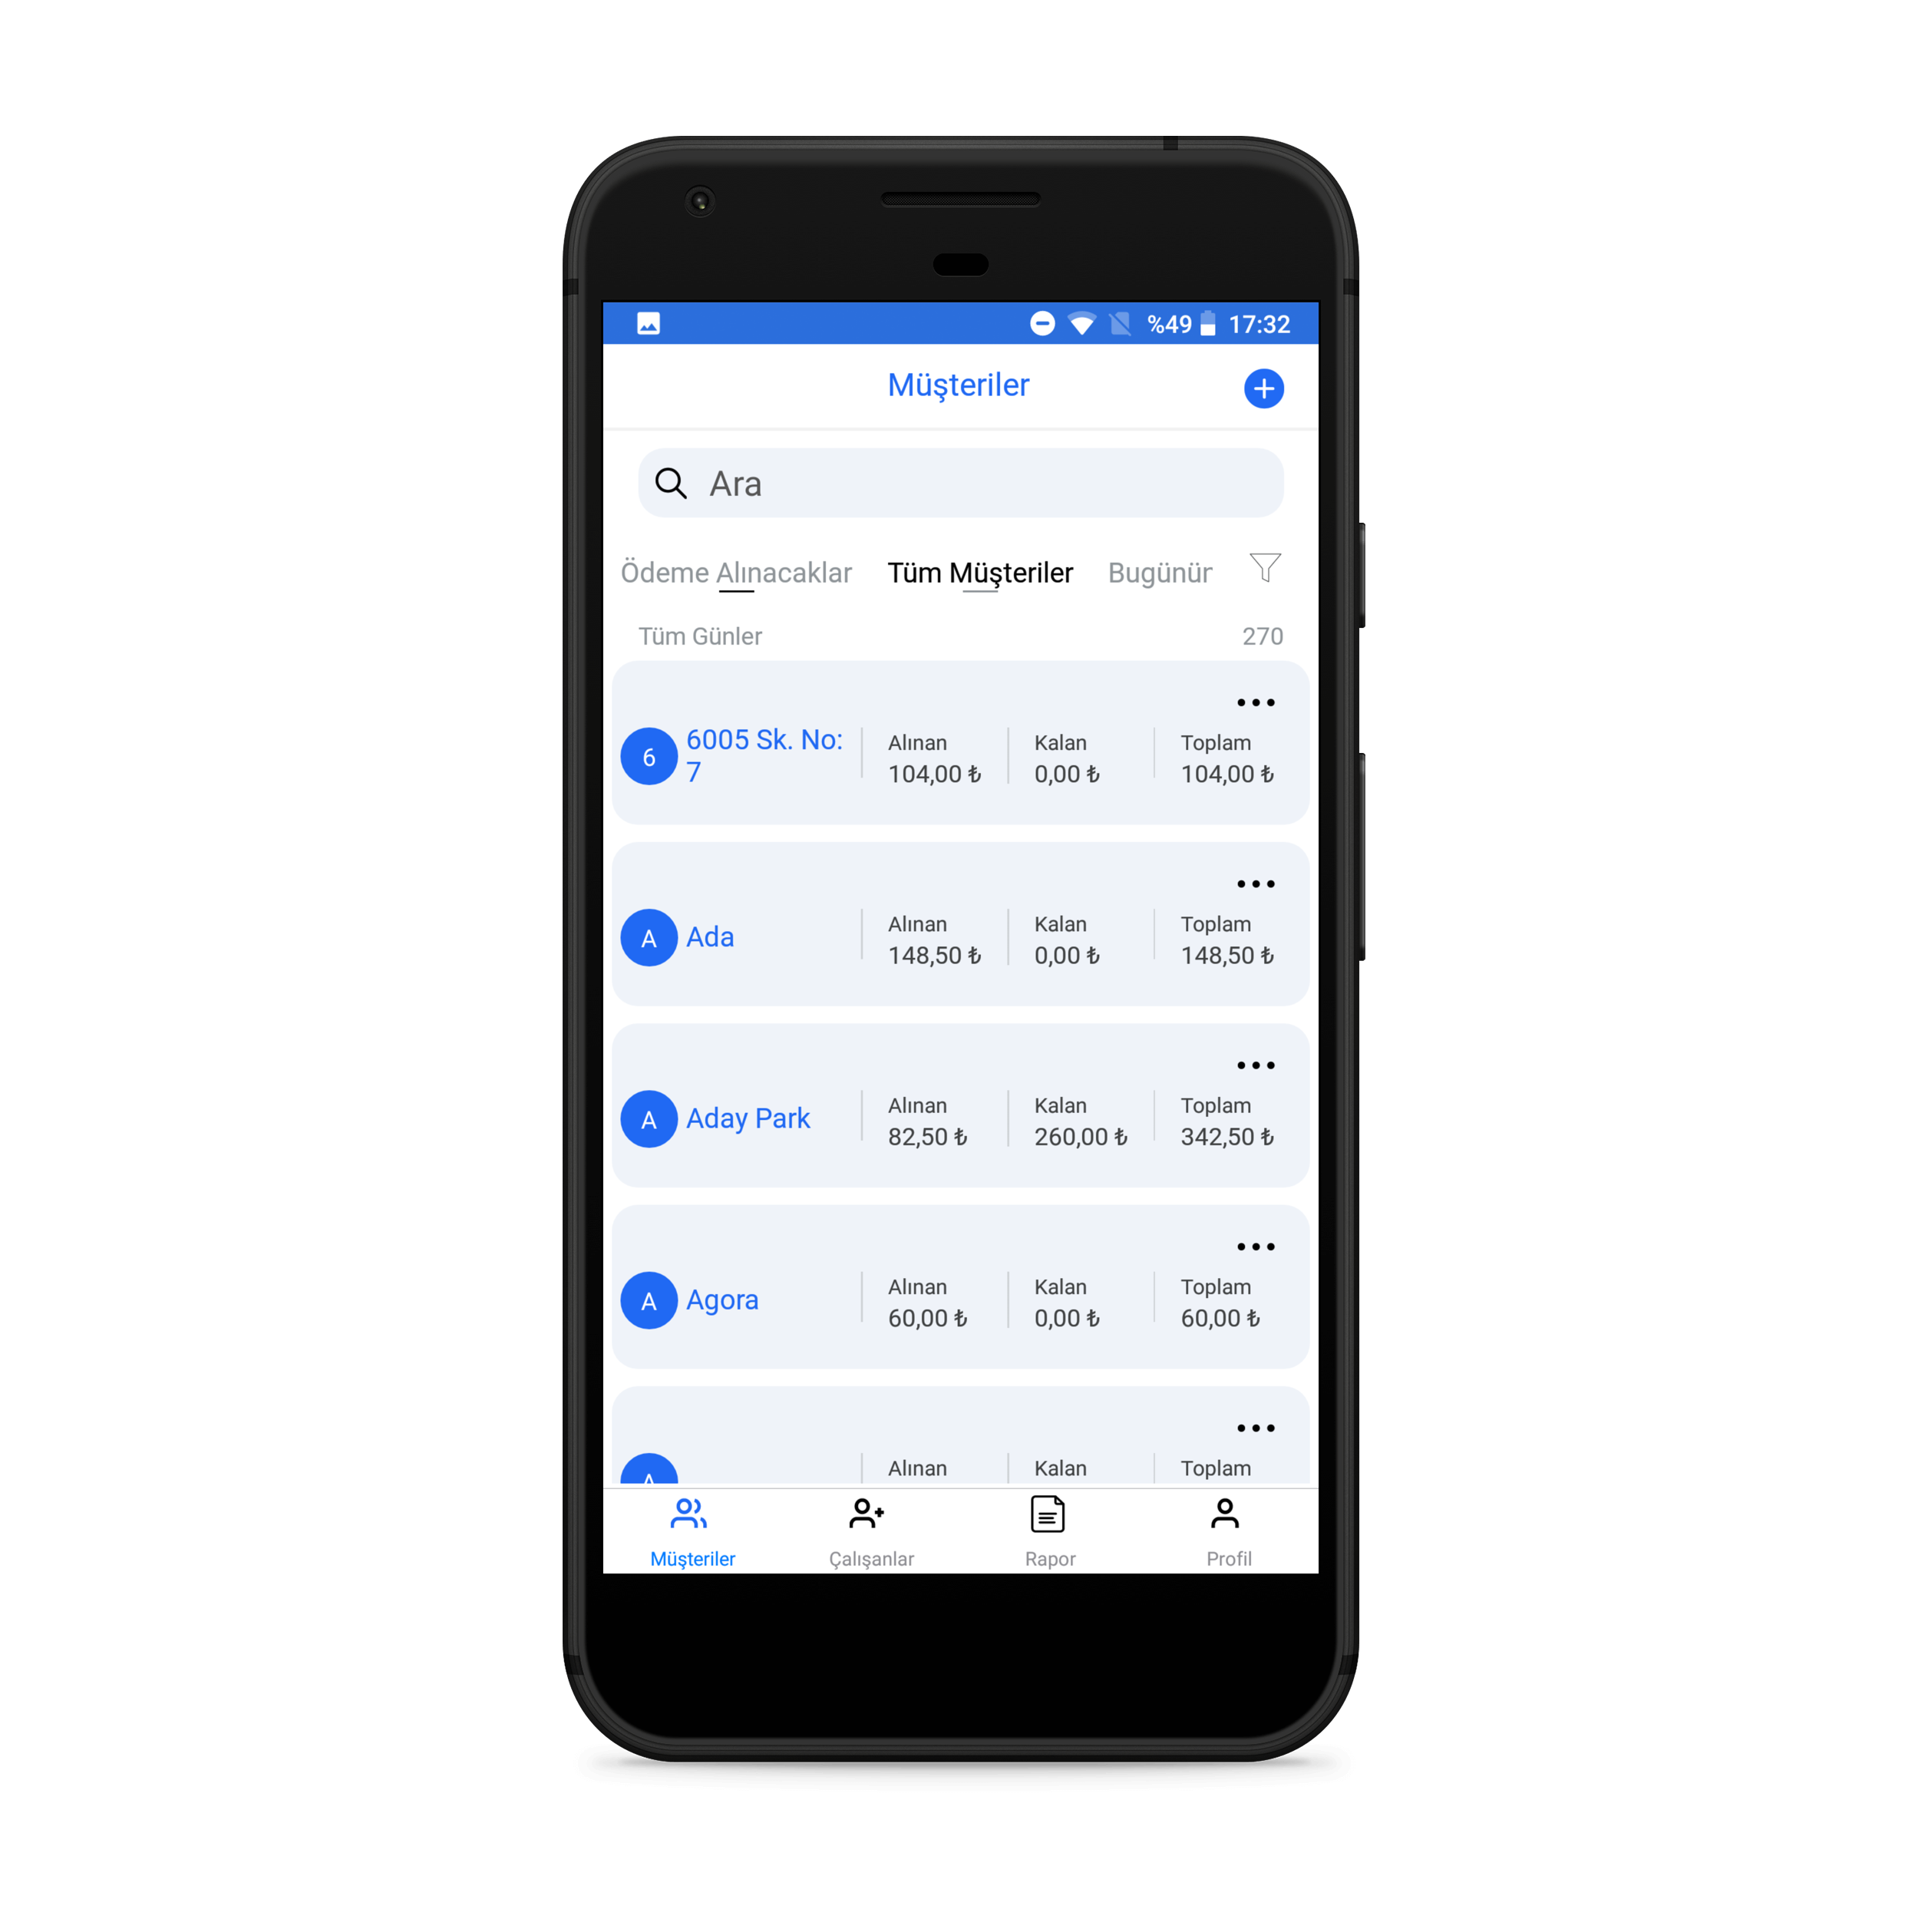 %49 17:32
Müşteriler
Ara
Ödeme Alınacaklar Tüm Müşteriler Bugünür
Tüm Günler 270
6 6005 Sk. No: 7
Alınan Kalan Toplam
104,00 ₺ 0,00 ₺ 104,00 ₺
A Ada
Alınan Kalan Toplam
148,50 ₺ 0,00 ₺ 148,50 ₺
A Aday Park
Alınan Kalan Toplam
82,50 ₺ 260,00 ₺ 342,50 ₺
A Agora
Alınan Kalan Toplam
60,00 ₺ 0,00 ₺ 60,00 ₺
A
Alınan Kalan Toplam
Müşteriler Çalışanlar Rapor Profil